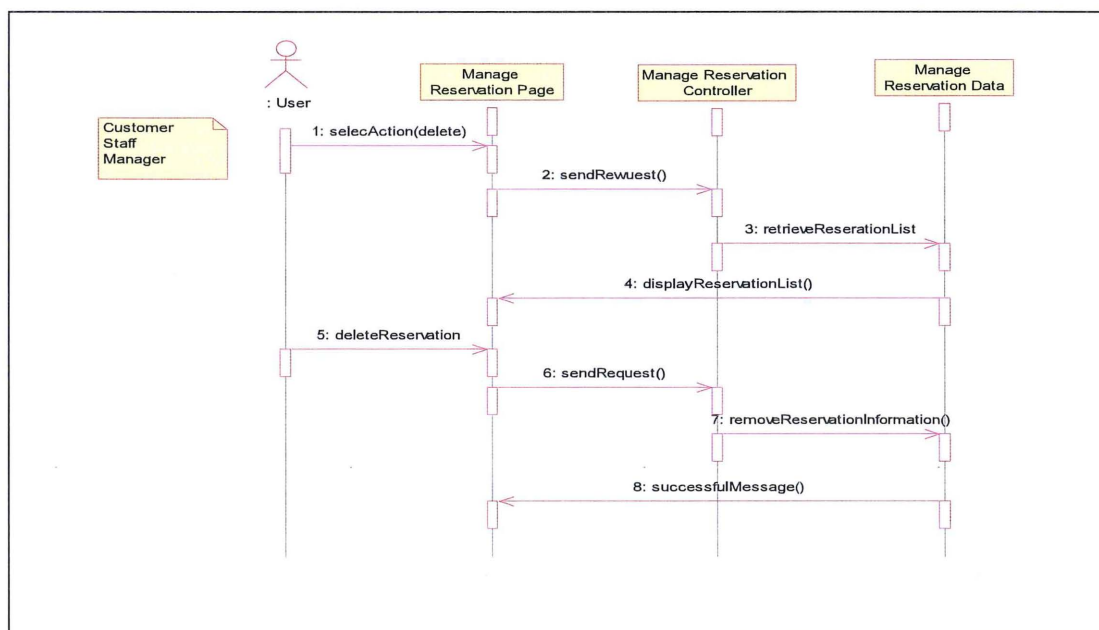 : User
Manage
Reservation Page
Manage Reservation
Controller
Manage
Reservation Data
Customer
Staff
Manager
1: selecAction(delete)
2: sendRewuest()
3: retrieveReserationList
4: displayReservationList()
5: deleteReservation
6: sendRequest()
7: removeReservationInformation()
8: successfulMessage()